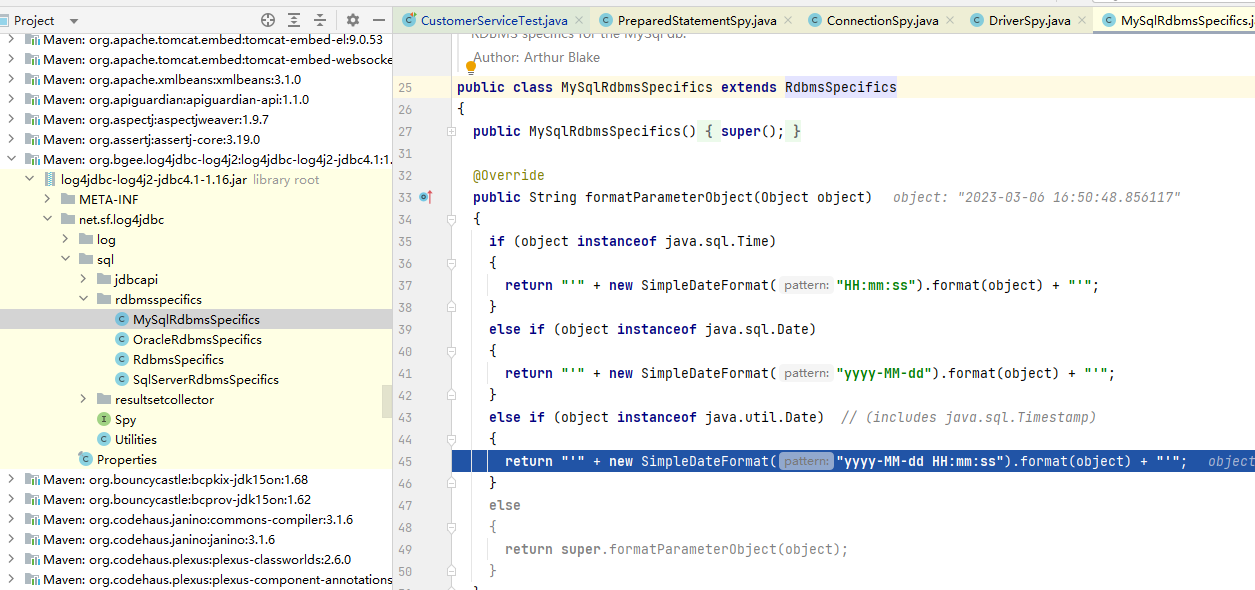 Project
Maven: org.apache.tomcat.embed:tomcat-embed-el:9.0.53
Maven: org.apache.tomcat.embed:tomcat-embed-websocke
Maven: org.apache.xmlbeans:xmlbeans:3.1.0
Maven: org.apiguardian:apiguardian-api:1.1.0
Maven: org.aspectj:aspectjweaver:1.9.7
Maven: org.assertj:assertj-core:3.19.0
Maven: org.bgee.log4jdbc-log4j2:log4jdbc-log4j2-jdbc4.1:1.
log4jdbc-log4j2-jdbc4.1-1.16.jar library root
META-INF
net.sf.log4jdbc
log
sql
jdbcapi
rdbmsspecifics
MySqlRdbmsSpecifics
OracleRdbmsSpecifics
RdbmsSpecifics
SqlServerRdbmsSpecifics
resultsetcollector
Spy
Utilities
Properties
Maven: org.bouncycastle:bcpkix-jdk15on:1.68
Maven: org.bouncycastle:bcprov-jdk15on:1.62
Maven: org.codehaus.janino:commons-compiler:3.1.6
Maven: org.codehaus.janino:janino:3.1.6
Maven: org.codehaus.plexus:plexus-classworlds:2.6.0
Maven: org.codehaus.plexus:plexus-component-annotations
CustomerServiceTest.java PreparedStatementSpy.java ConnectionSpy.java DriverSpy.java MySqlRdbmsSpecifics.j
RDBMS specifics for the MySql db.
Author: Arthur Blake
25 public class MySqlRdbmsSpecifics extends RdbmsSpecifics
26 {
27 public MySqlRdbmsSpecifics() { super(); }
31
32 @Override
33 public String formatParameterObject(Object object) object: "2023-03-06 16:50:48.856117"
34 {
35 if (object instanceof java.sql.Time)
36 {
37 return "'" + new SimpleDateFormat( pattern: "HH:mm:ss").format(object) + "'";
38 }
39 else if (object instanceof java.sql.Date)
40 {
41 return "'" + new SimpleDateFormat( pattern: "yyyy-MM-dd").format(object) + "'";
42 }
43 else if (object instanceof java.util.Date) // (includes java.sql.Timestamp)
44 {
45 return "'" + new SimpleDateFormat( pattern: "yyyy-MM-dd HH:mm:ss").format(object) + "'"; object
46 }
47 else
48 {
49 return super.formatParameterObject(object);
50 }